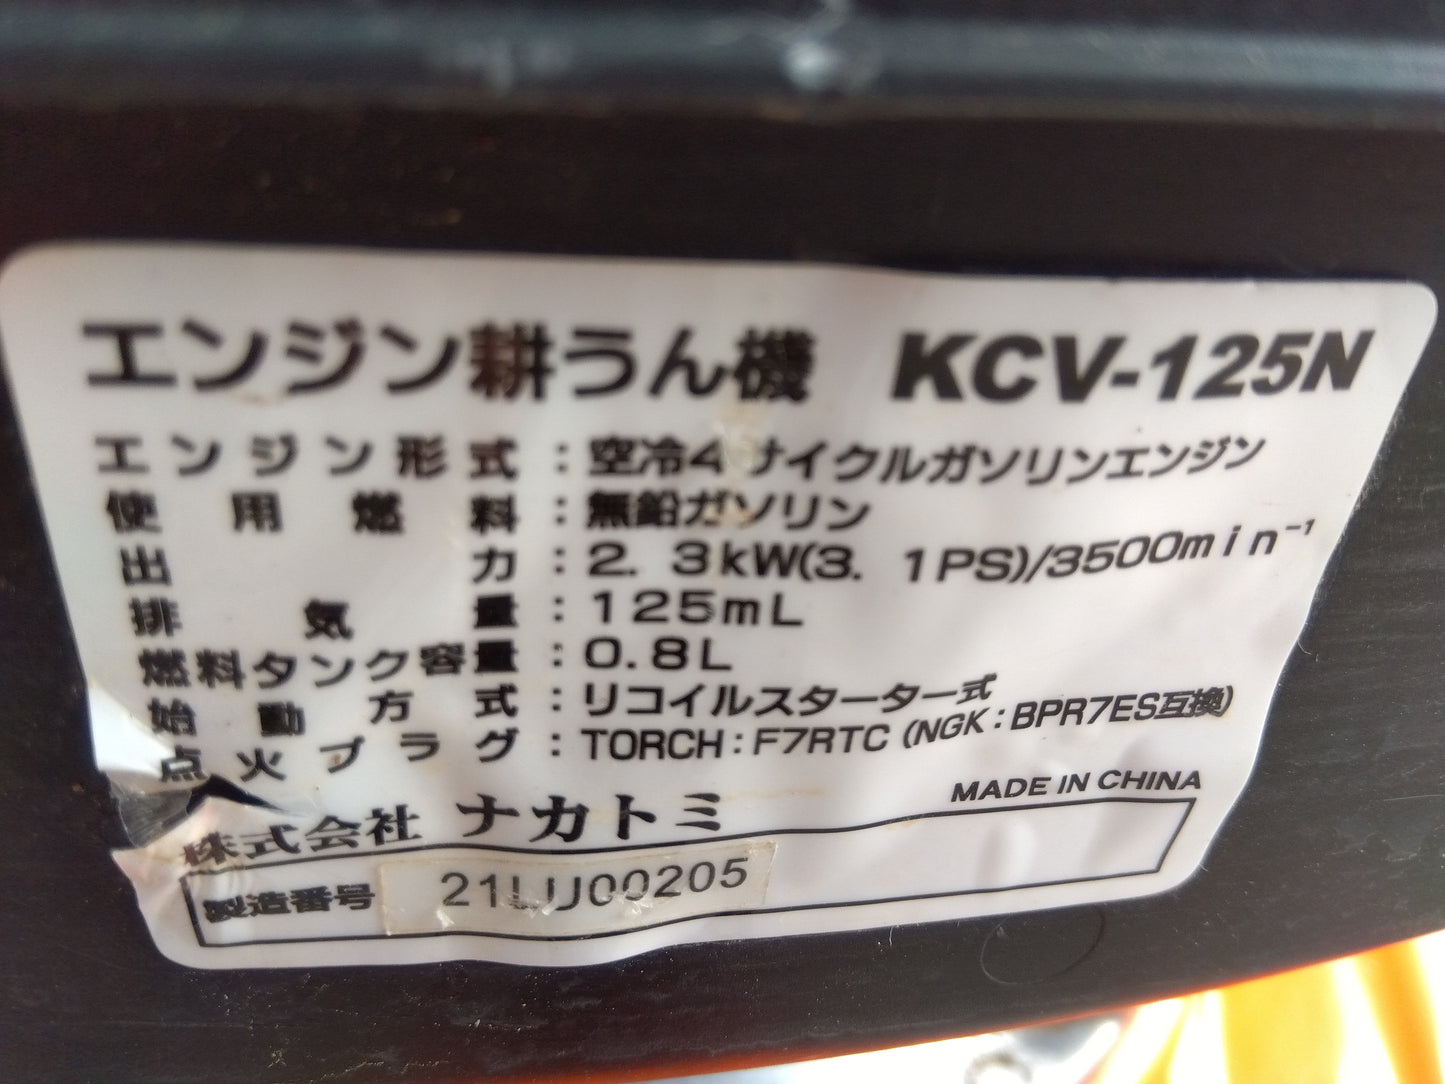 エンジン耕うん機 KCV-125N
エンジン形式：空冷4サイクルガソリンエンジン
使用燃料：無鉛ガソリン
出力：2.3kW(3.1PS)/3500min⁻¹
排気量：125mL
燃料タンク容量：0.8L
始動方式：リコイルスターター式
点火プラグ：TORCH：F7RTC (NGK：BPR7ES互換)
MADE IN CHINA
株式会社 ナカトミ
製造番号